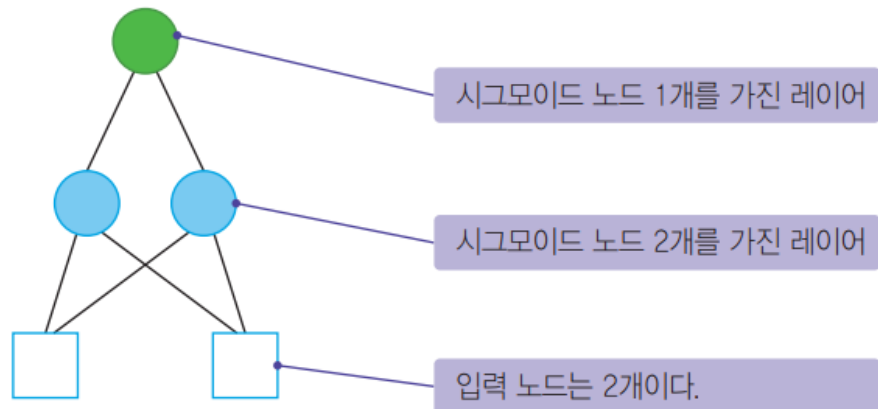 시그모이드 노드 1개를 가진 레이어
시그모이드 노드 2개를 가진 레이어
입력 노드는 2개이다.